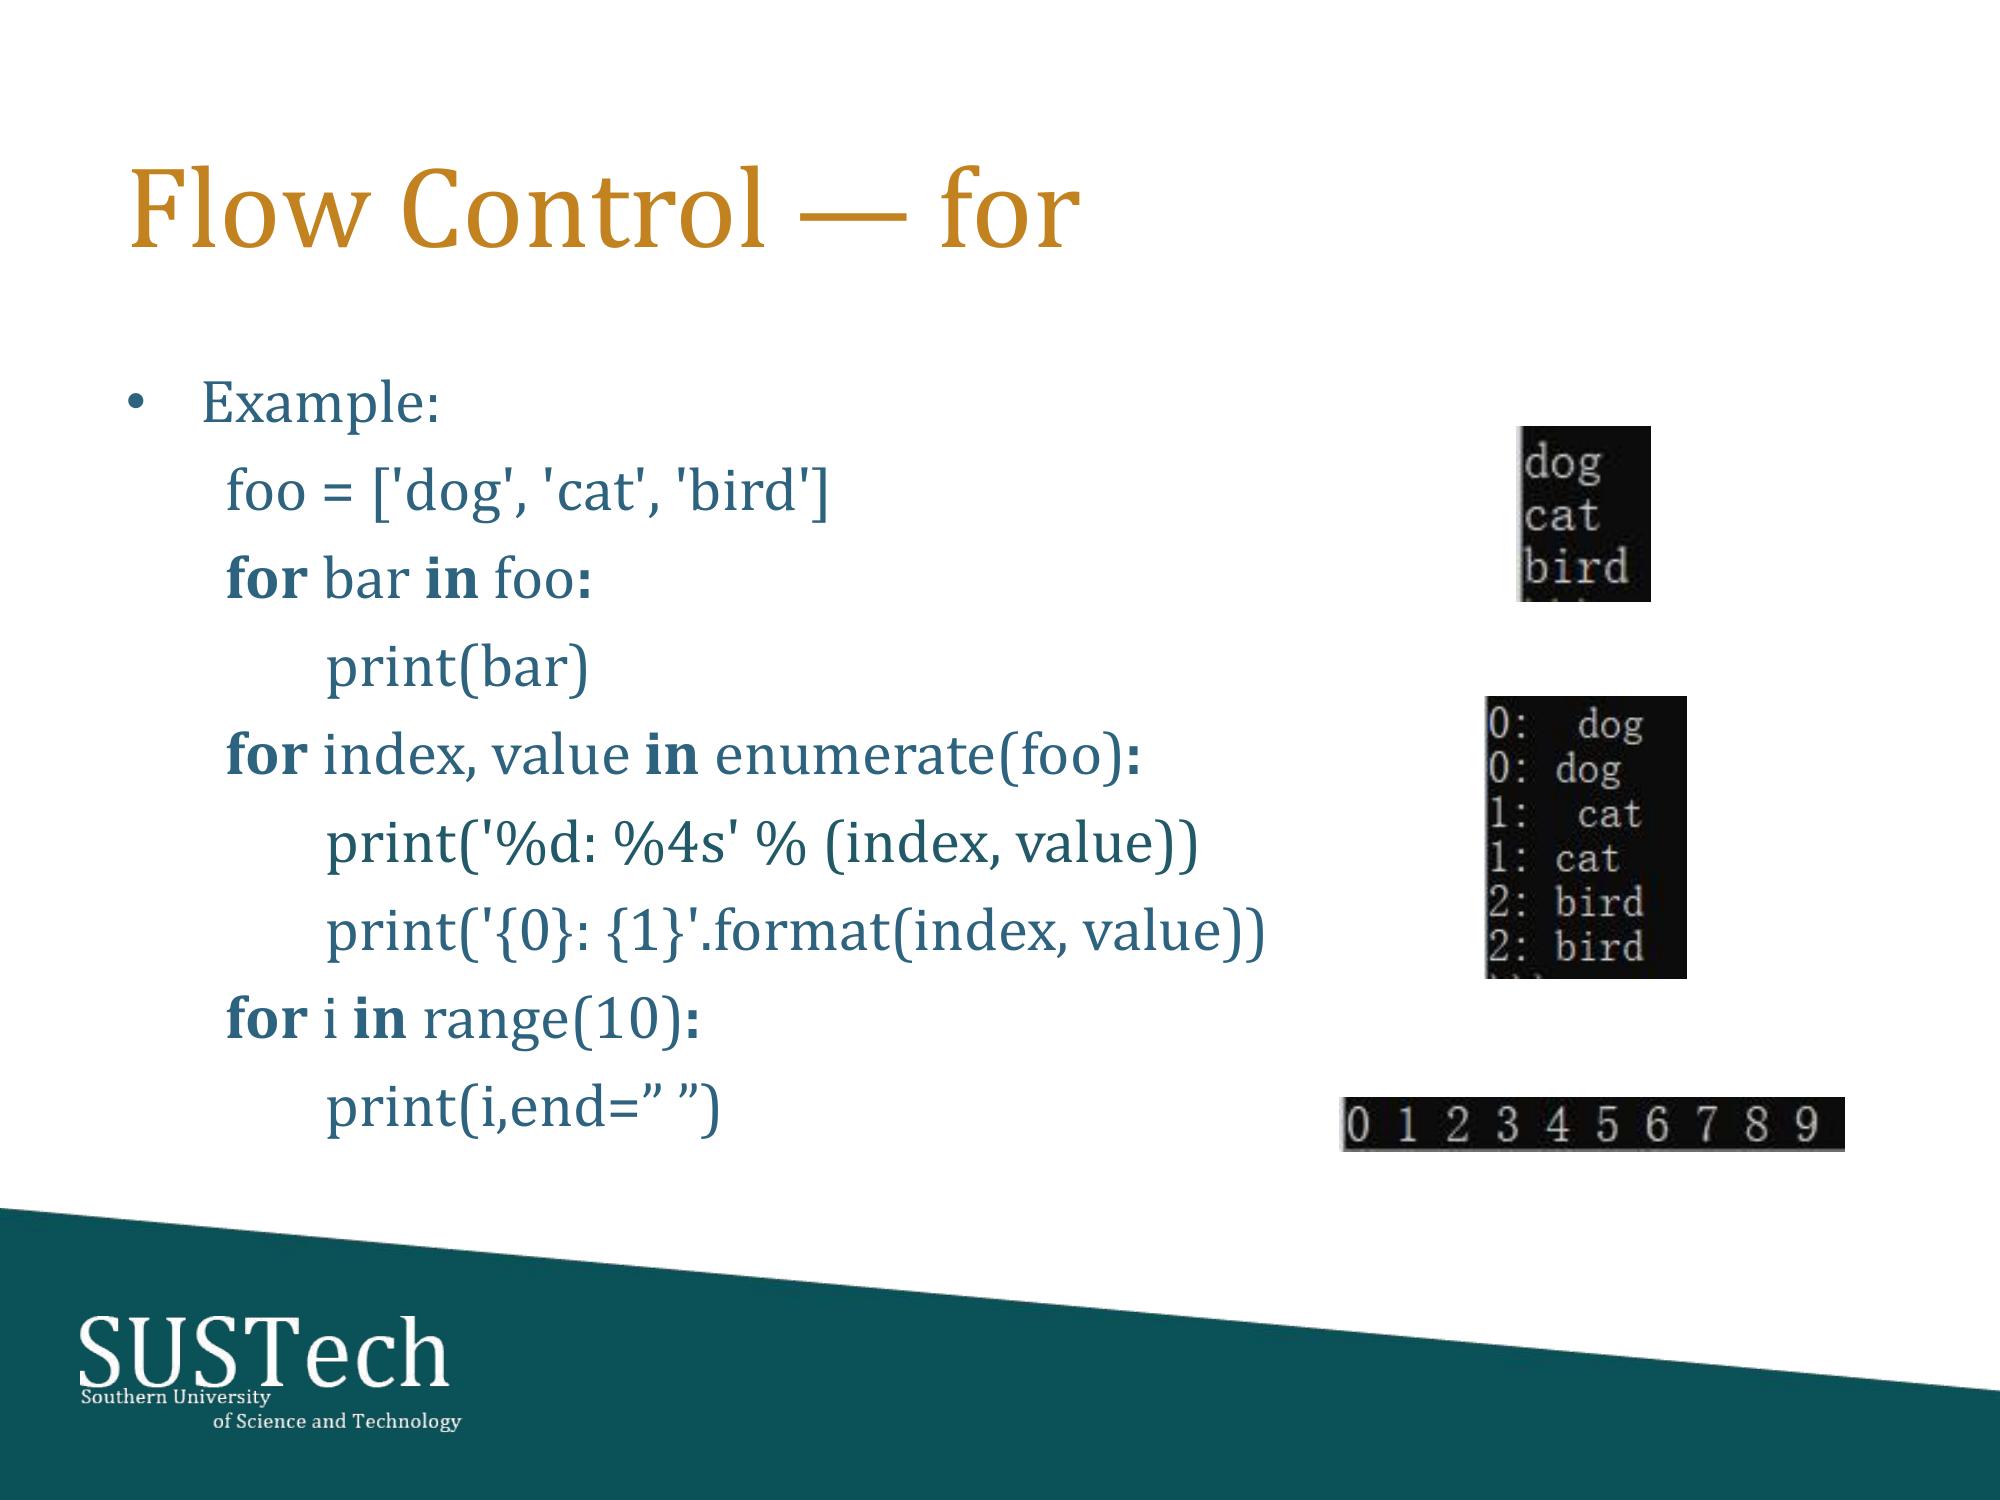 Flow Control — for
• Example:
foo = ['dog', 'cat', 'bird']
for bar in foo:
print(bar)
for index, value in enumerate(foo):
print('%d: %4s' % (index, value))
print('{0}: {1}'.format(index, value))
for i in range(10):
print(i,end=” ”)
dog
cat
bird
0:  dog
0: dog
1:  cat
1: cat
2: bird
2: bird
0 1 2 3 4 5 6 7 8 9
SUSTech
Southern University
of Science and Technology